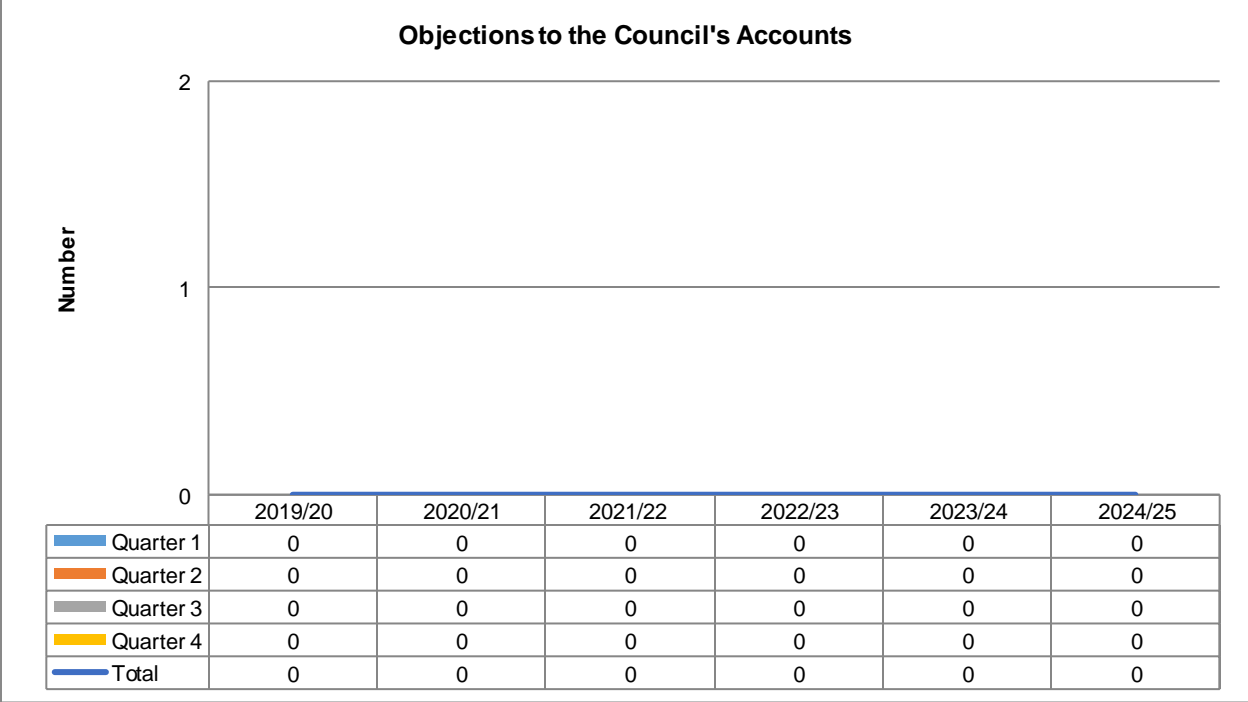 Objections to the Council's Accounts
2
Number
1
0
2019/20 2020/21 2021/22 2022/23 2023/24 2024/25
Quarter 1 0 0 0 0 0 0
Quarter 2 0 0 0 0 0 0
Quarter 3 0 0 0 0 0 0
Quarter 4 0 0 0 0 0 0
Total 0 0 0 0 0 0